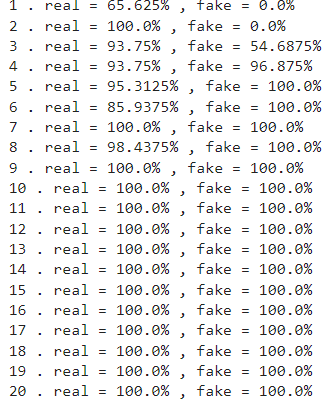 1 . real = 65.625% , fake = 0.0%
2 . real = 100.0% , fake = 0.0%
3 . real = 93.75% , fake = 54.6875%
4 . real = 93.75% , fake = 96.875%
5 . real = 95.3125% , fake = 100.0%
6 . real = 85.9375% , fake = 100.0%
7 . real = 100.0% , fake = 100.0%
8 . real = 98.4375% , fake = 100.0%
9 . real = 100.0% , fake = 100.0%
10 . real = 100.0% , fake = 100.0%
11 . real = 100.0% , fake = 100.0%
12 . real = 100.0% , fake = 100.0%
13 . real = 100.0% , fake = 100.0%
14 . real = 100.0% , fake = 100.0%
15 . real = 100.0% , fake = 100.0%
16 . real = 100.0% , fake = 100.0%
17 . real = 100.0% , fake = 100.0%
18 . real = 100.0% , fake = 100.0%
19 . real = 100.0% , fake = 100.0%
20 . real = 100.0% , fake = 100.0%